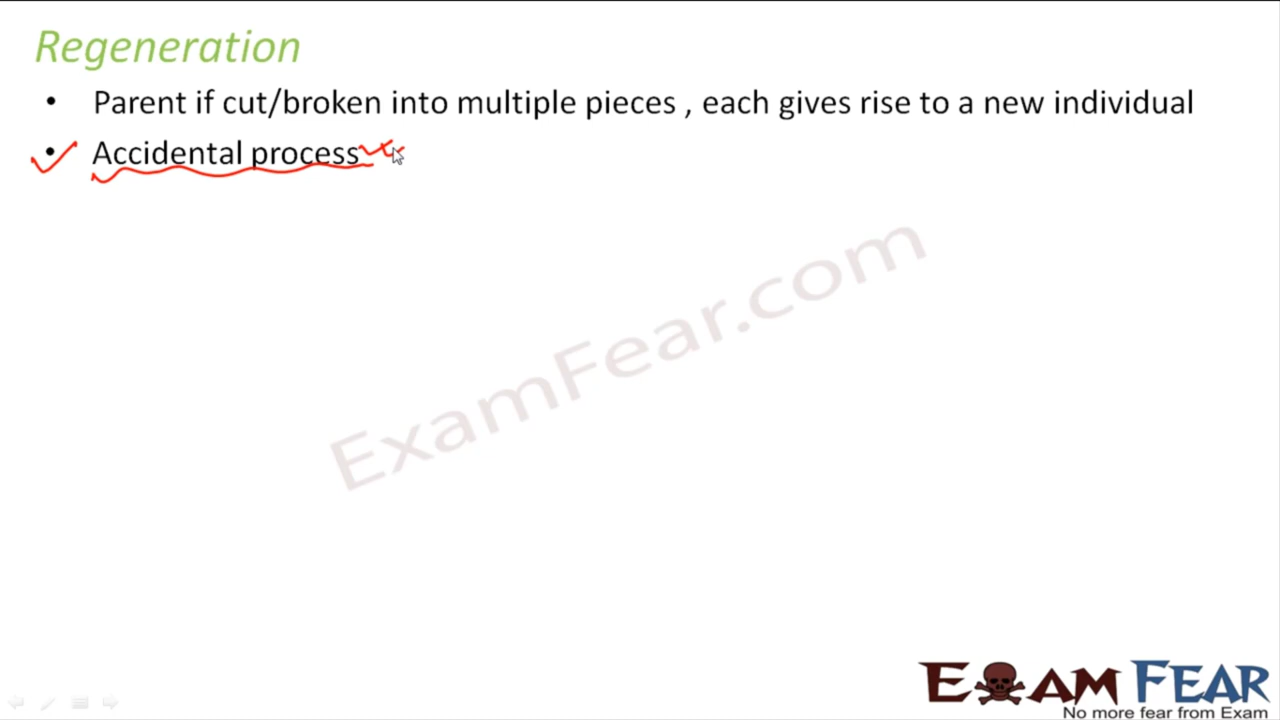 Regeneration
• Parent if cut/broken into multiple pieces , each gives rise to a new individual
• Accidental process
ExamFear.com
EXAM FEAR
No more fear from Exam